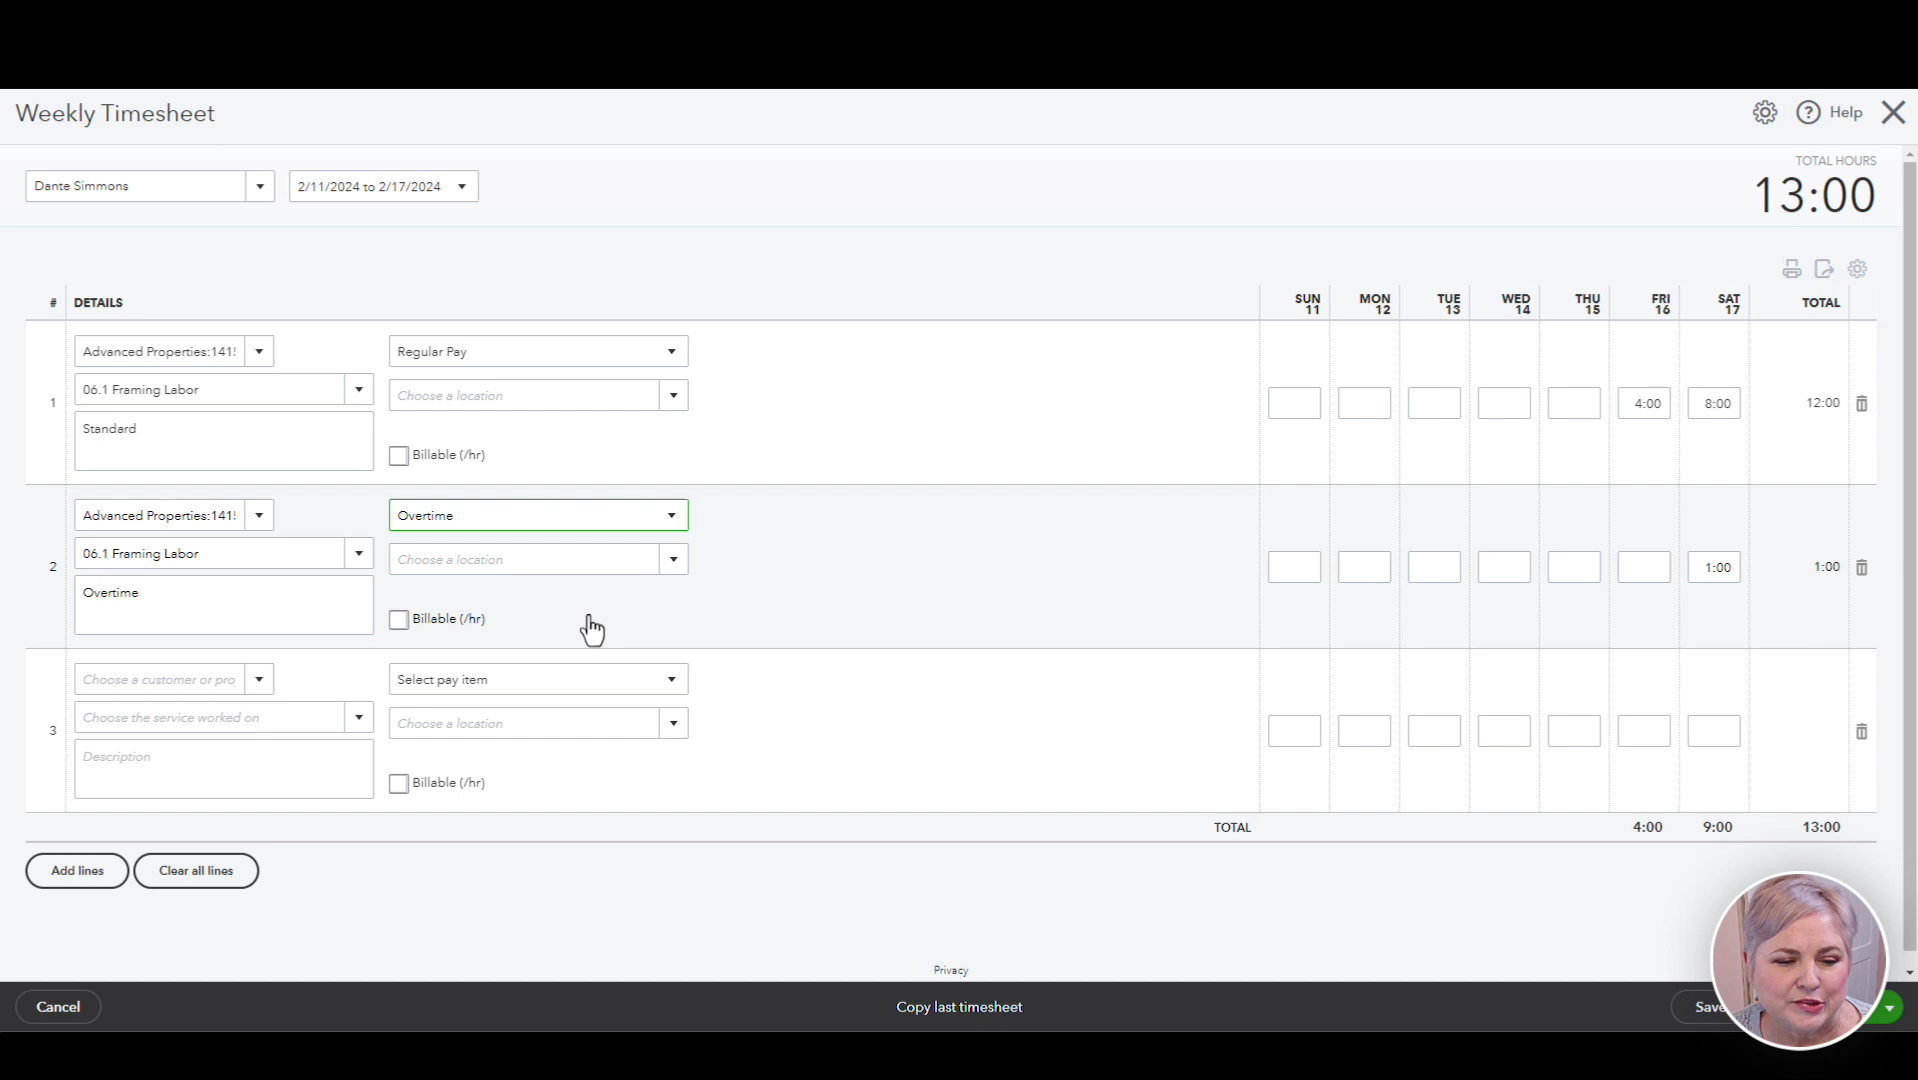 Weekly Timesheet
Help
Dante Simmons
2/11/2024 to 2/17/2024
TOTAL HOURS
13:00
# DETAILS SUN 11 MON 12 TUE 13 WED 14 THU 15 FRI 16 SAT 17 TOTAL
1
Advanced Properties:141
Regular Pay
06.1 Framing Labor
Choose a location
Standard
Billable (/hr)
4:00 8:00 12:00
2
Advanced Properties:141
Overtime
06.1 Framing Labor
Choose a location
Overtime
Billable (/hr)
1:00 1:00
3
Choose a customer or pro
Select pay item
Choose the service worked on
Choose a location
Description
Billable (/hr)
TOTAL 4:00 9:00 13:00
Add lines Clear all lines
Privacy
Cancel Copy last timesheet Save